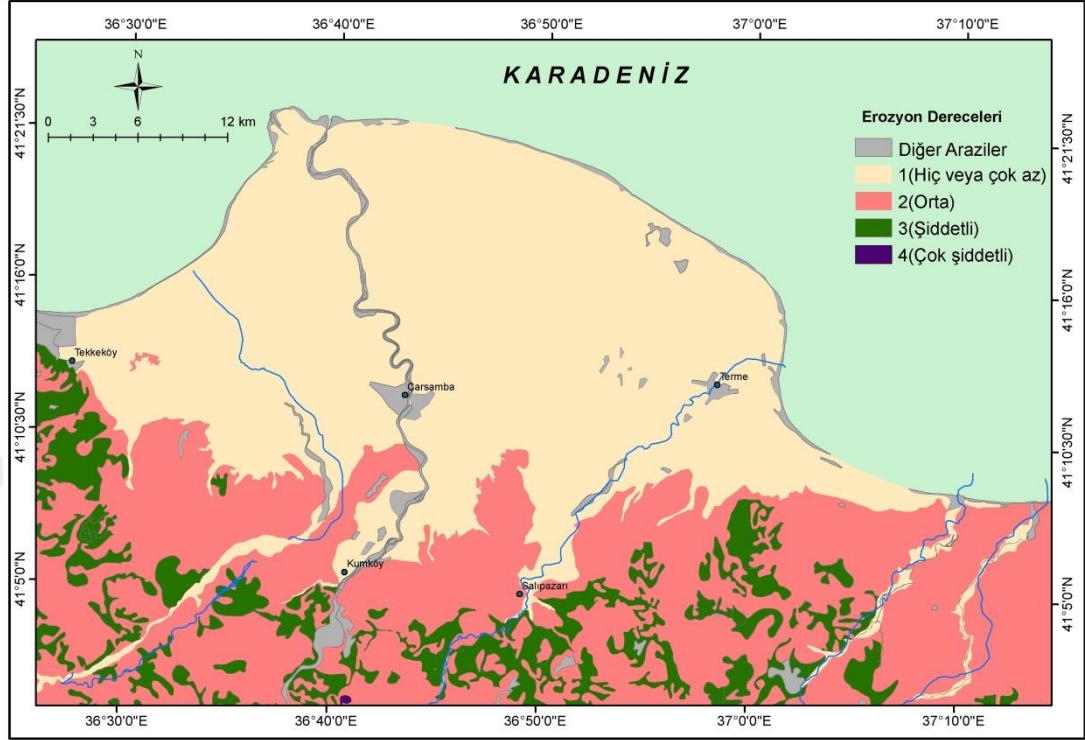 36°30'0"E 36°40'0"E 36°50'0"E 37°0'0"E 37°10'0"E
N
KARADENİZ
0 3 6 12 km
41°21'30"N
41°21'30"N
Erozyon Dereceleri
Diğer Araziler
1(Hiç veya çok az)
2(Orta)
3(Şiddetli)
4(Çok şiddetli)
41°16'0"N
41°16'0"N
Tekkeköy
Çarşamba
Terme
41°10'30"N
41°10'30"N
Kumköy
Salıpazarı
41°5'0"N
41°5'0"N
36°30'0"E 36°40'0"E 36°50'0"E 37°0'0"E 37°10'0"E